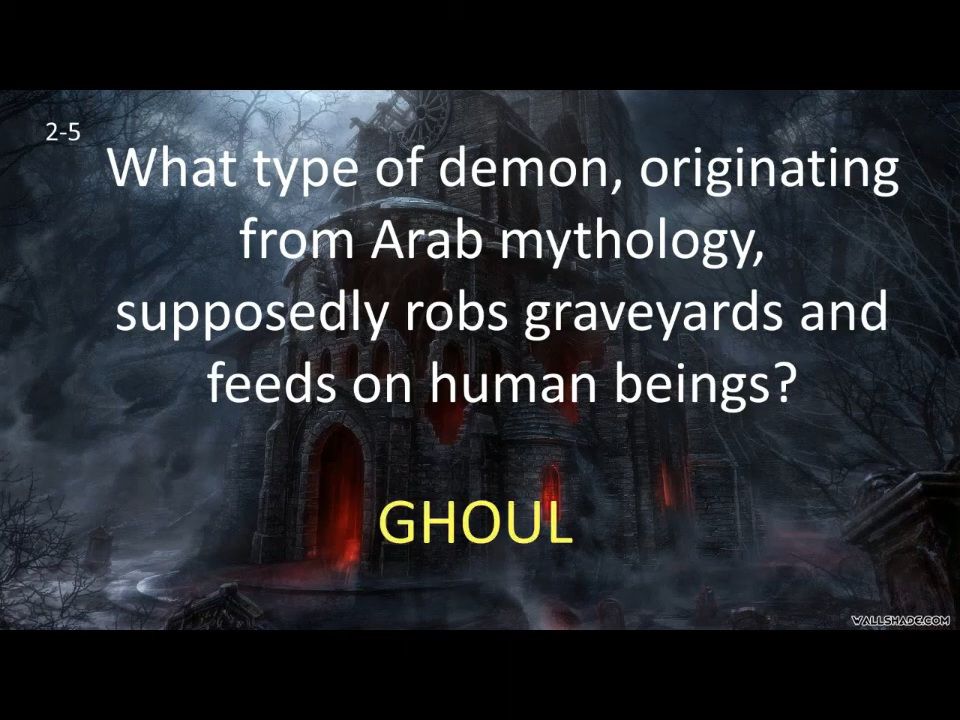 2-5
What type of demon, originating
from Arab mythology,
supposedly robs graveyards and
feeds on human beings?
GHOUL
WALLSHADE.COM